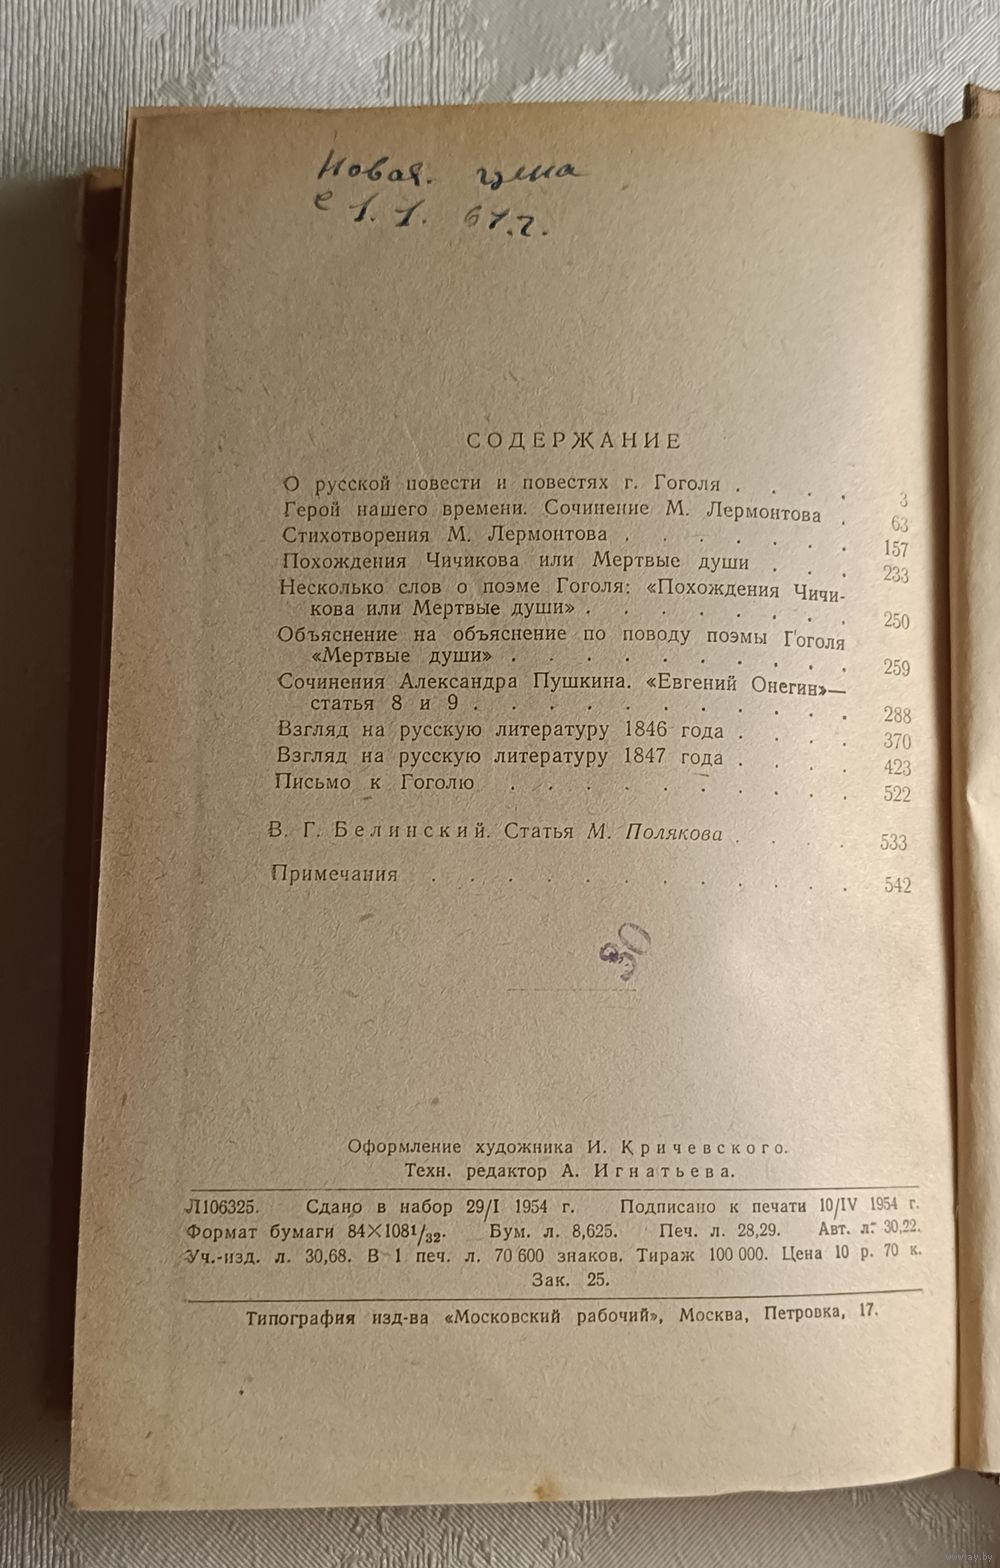 Новая. цена
с 1.1. 61.г.
СОДЕРЖАНИЕ
О русской повести и повестях г. Гоголя . . . . 3
Герой нашего времени. Сочинение М. Лермонтова . 63
Стихотворения М. Лермонтова . . . . . . . 157
Похождения Чичикова или Мертвые души . . . 233
Несколько слов о поэме Гоголя: «Похождения Чичи-
кова или Мертвые души» . . . . . . . . 250
Объяснение на объяснение по поводу поэмы Гоголя
«Мертвые души» . . . . . . . . . . 259
Сочинения Александра Пушкина. «Евгений Онегин»—
статья 8 и 9 . . . . . . . . . . . 288
Взгляд на русскую литературу 1846 года . . . . 370
Взгляд на русскую литературу 1847 года . . . . 423
Письмо к Гоголю . . . . . . . . . . 522
В. Г. Белинский. Статья М. Полякова . . . . 533
Примечания . . . . . . . . . . . . 542
30
Оформление художника И. Кричевского.
Техн. редактор А. Игнатьева.
Л106325. Сдано в набор 29/I 1954 г. Подписано к печати 10/IV 1954 г.
Формат бумаги 84×1081/32. Бум. л. 8,625. Печ. л. 28,29. Авт. л. 30,22.
Уч.-изд. л. 30,68. В 1 печ. л. 70 600 знаков. Тираж 100 000. Цена 10 р. 70 к.
Зак. 25.
Типография изд-ва «Московский рабочий», Москва, Петровка, 17.
www.ay.by